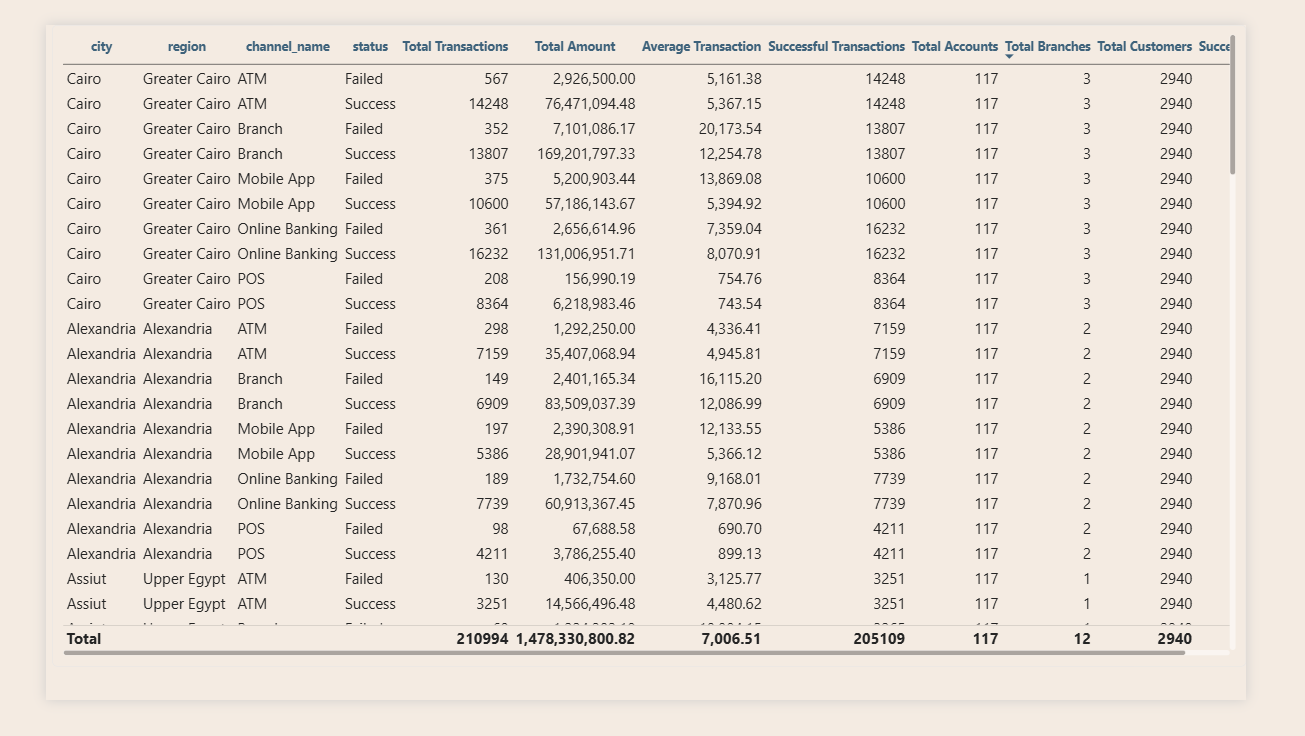 city region channel_name status Total Transactions Total Amount Average Transaction Successful Transactions Total Accounts Total Branches Total Customers Succe
Cairo Greater Cairo ATM Failed 567 2,926,500.00 5,161.38 14248 117 3 2940
Cairo Greater Cairo ATM Success 14248 76,471,094.48 5,367.15 14248 117 3 2940
Cairo Greater Cairo Branch Failed 352 7,101,086.17 20,173.54 13807 117 3 2940
Cairo Greater Cairo Branch Success 13807 169,201,797.33 12,254.78 13807 117 3 2940
Cairo Greater Cairo Mobile App Failed 375 5,200,903.44 13,869.08 10600 117 3 2940
Cairo Greater Cairo Mobile App Success 10600 57,186,143.67 5,394.92 10600 117 3 2940
Cairo Greater Cairo Online Banking Failed 361 2,656,614.96 7,359.04 16232 117 3 2940
Cairo Greater Cairo Online Banking Success 16232 131,006,951.71 8,070.91 16232 117 3 2940
Cairo Greater Cairo POS Failed 208 156,990.19 754.76 8364 117 3 2940
Cairo Greater Cairo POS Success 8364 6,218,983.46 743.54 8364 117 3 2940
Alexandria Alexandria ATM Failed 298 1,292,250.00 4,336.41 7159 117 2 2940
Alexandria Alexandria ATM Success 7159 35,407,068.94 4,945.81 7159 117 2 2940
Alexandria Alexandria Branch Failed 149 2,401,165.34 16,115.20 6909 117 2 2940
Alexandria Alexandria Branch Success 6909 83,509,037.39 12,086.99 6909 117 2 2940
Alexandria Alexandria Mobile App Failed 197 2,390,308.91 12,133.55 5386 117 2 2940
Alexandria Alexandria Mobile App Success 5386 28,901,941.07 5,366.12 5386 117 2 2940
Alexandria Alexandria Online Banking Failed 189 1,732,754.60 9,168.01 7739 117 2 2940
Alexandria Alexandria Online Banking Success 7739 60,913,367.45 7,870.96 7739 117 2 2940
Alexandria Alexandria POS Failed 98 67,688.58 690.70 4211 117 2 2940
Alexandria Alexandria POS Success 4211 3,786,255.40 899.13 4211 117 2 2940
Assiut Upper Egypt ATM Failed 130 406,350.00 3,125.77 3251 117 1 2940
Assiut Upper Egypt ATM Success 3251 14,566,496.48 4,480.62 3251 117 1 2940
Total 210994 1,478,330,800.82 7,006.51 205109 117 12 2940